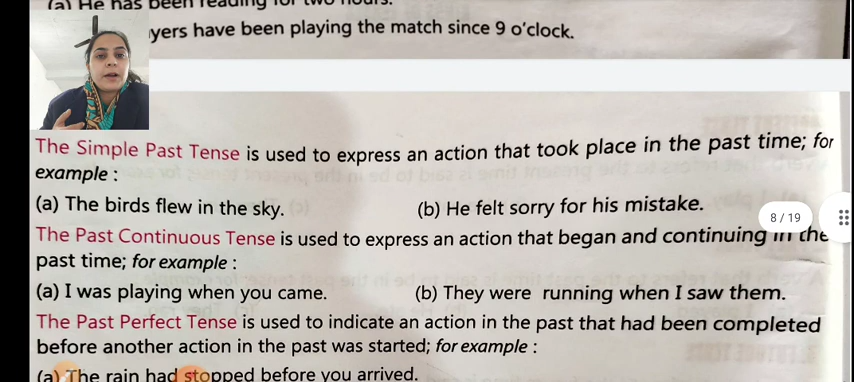 (a) He has been reading for two hours.
yers have been playing the match since 9 o'clock.
The Simple Past Tense is used to express an action that took place in the past time; for
example :
(a) The birds flew in the sky. (b) He felt sorry for his mistake.
8 / 19
The Past Continuous Tense is used to express an action that began and continuing in the
past time; for example :
(a) I was playing when you came. (b) They were running when I saw them.
The Past Perfect Tense is used to indicate an action in the past that had been completed
before another action in the past was started; for example :
(a) The rain had stopped before you arrived.